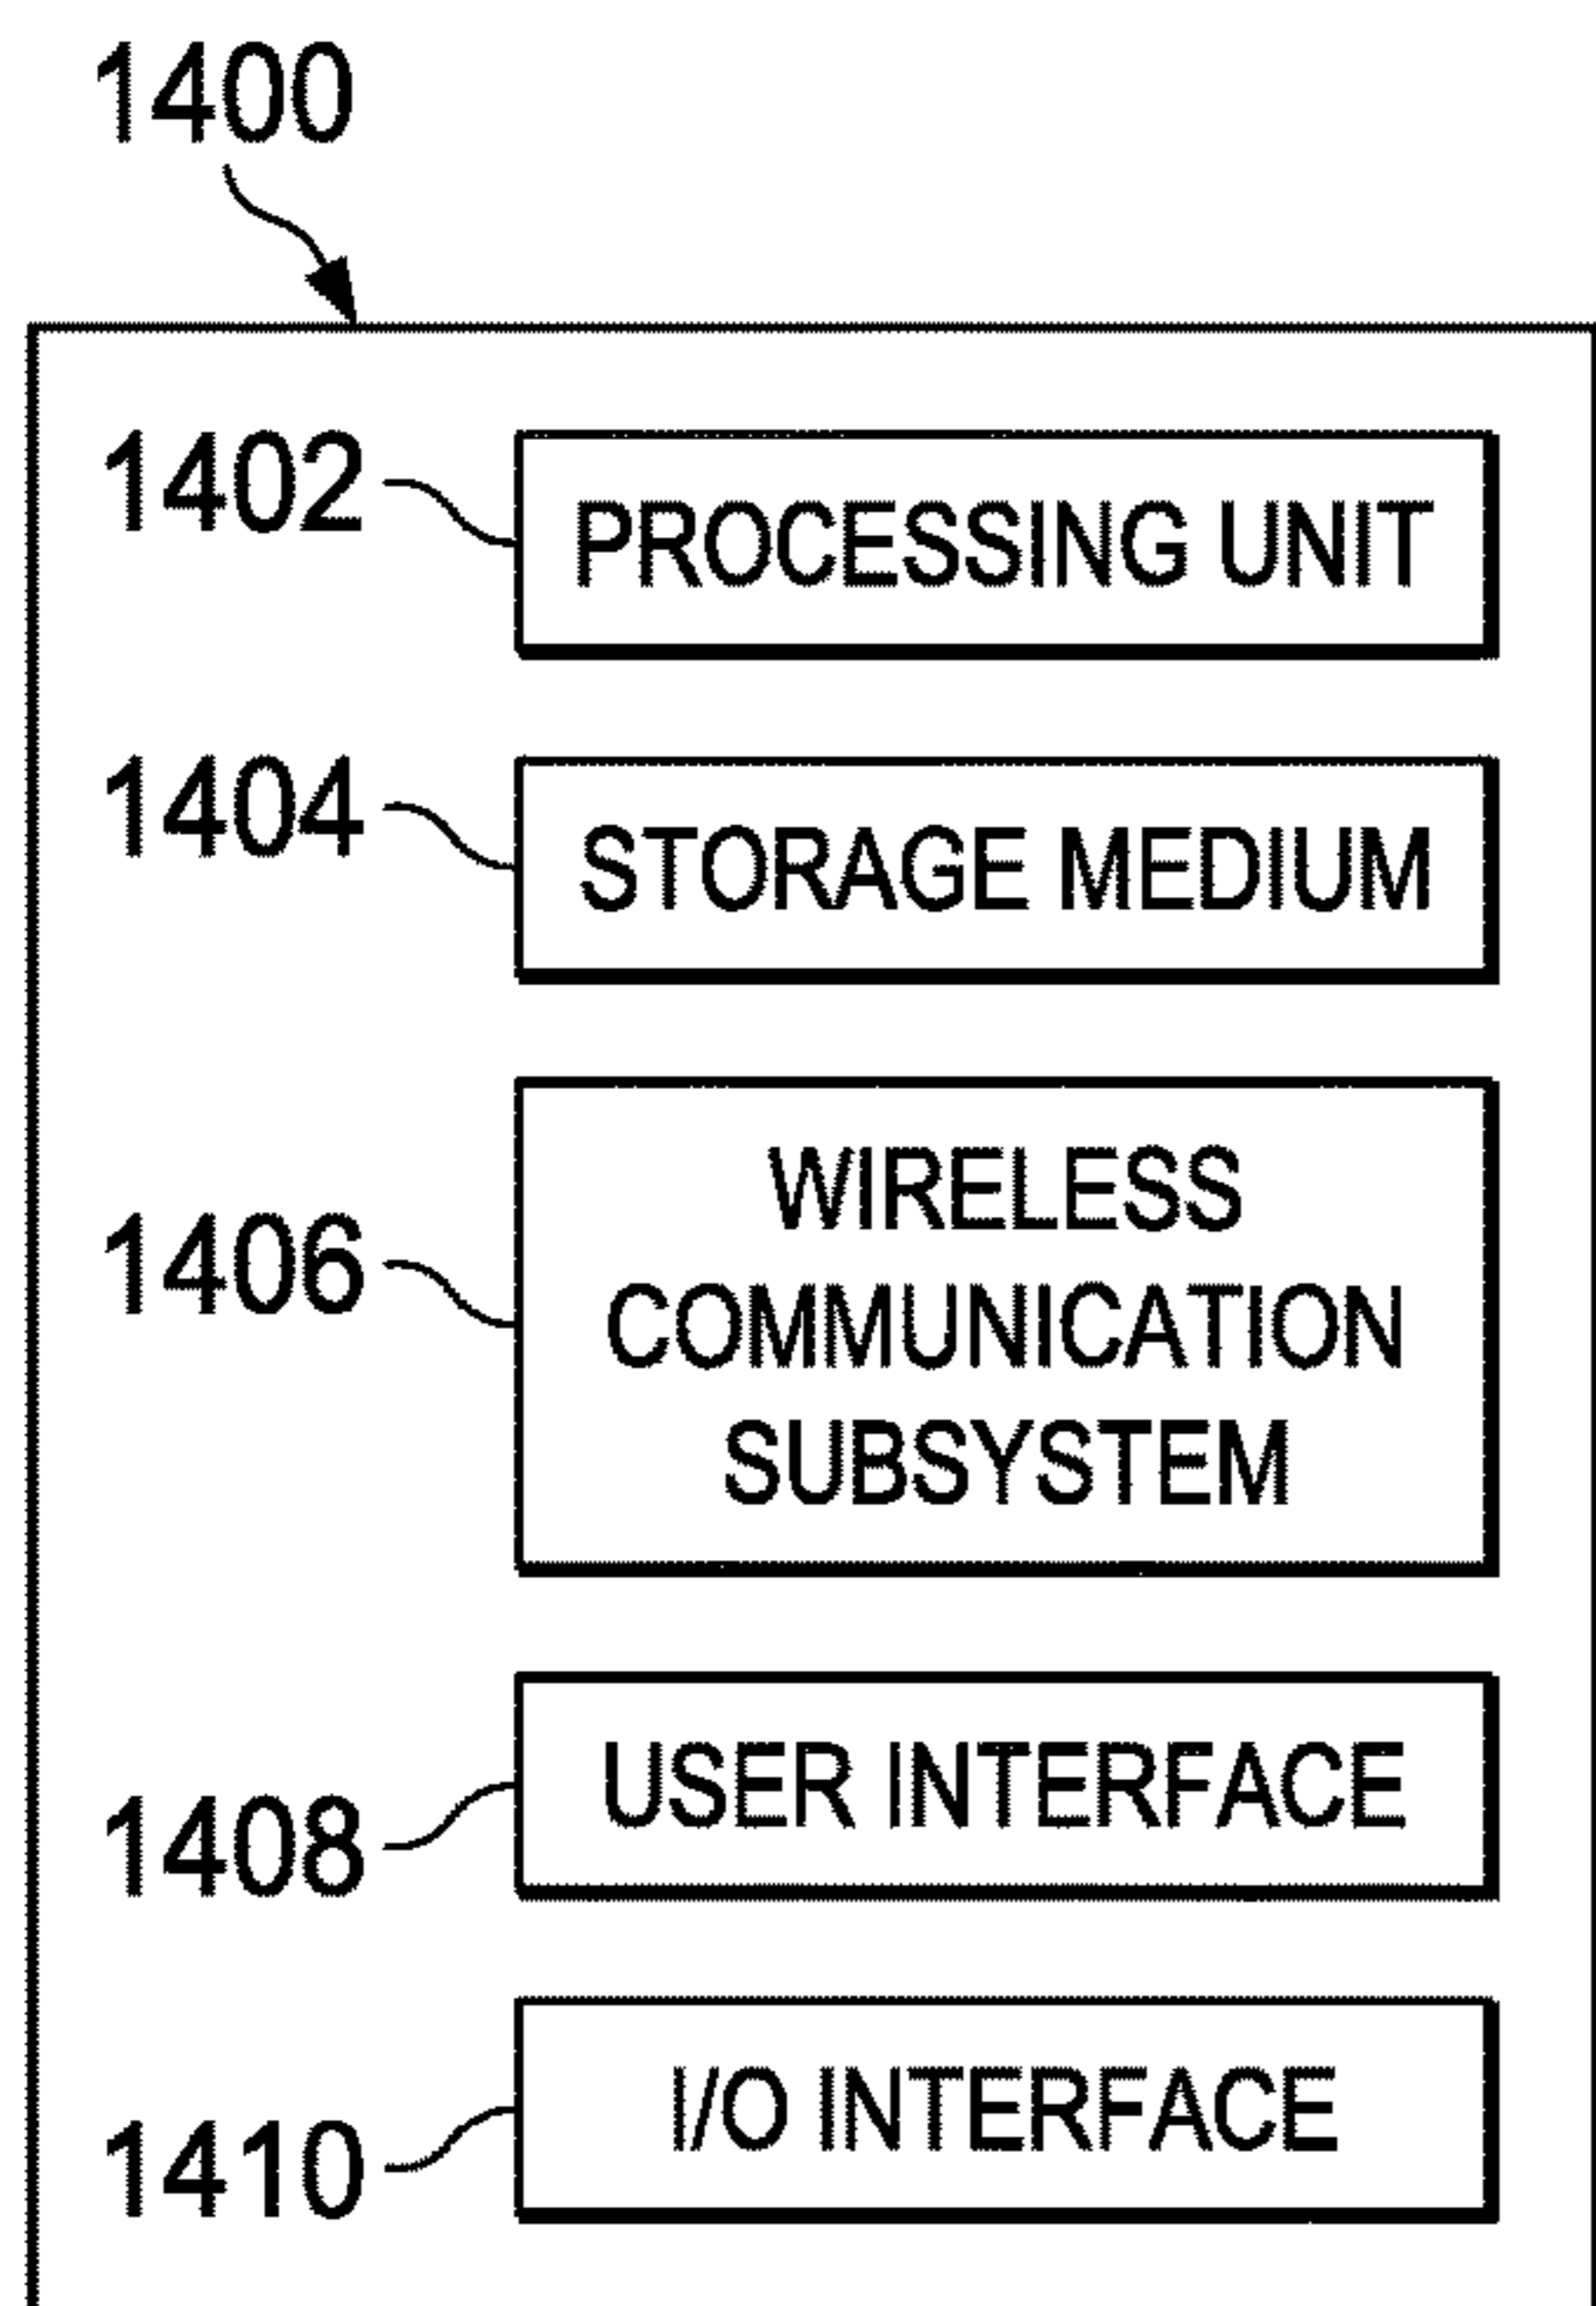 1400
1402
PROCESSING UNIT
1404
STORAGE MEDIUM
1406
WIRELESS
COMMUNICATION
SUBSYSTEM
1408
USER INTERFACE
1410
I/O INTERFACE